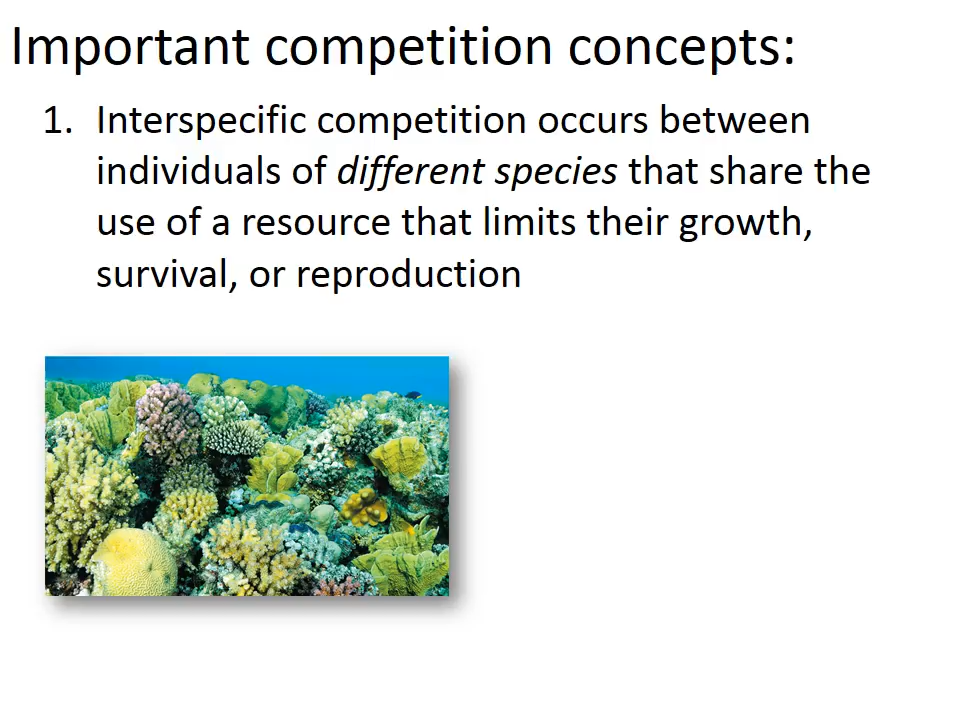 Important competition concepts:
1. Interspecific competition occurs between
individuals of different species that share the
use of a resource that limits their growth,
survival, or reproduction